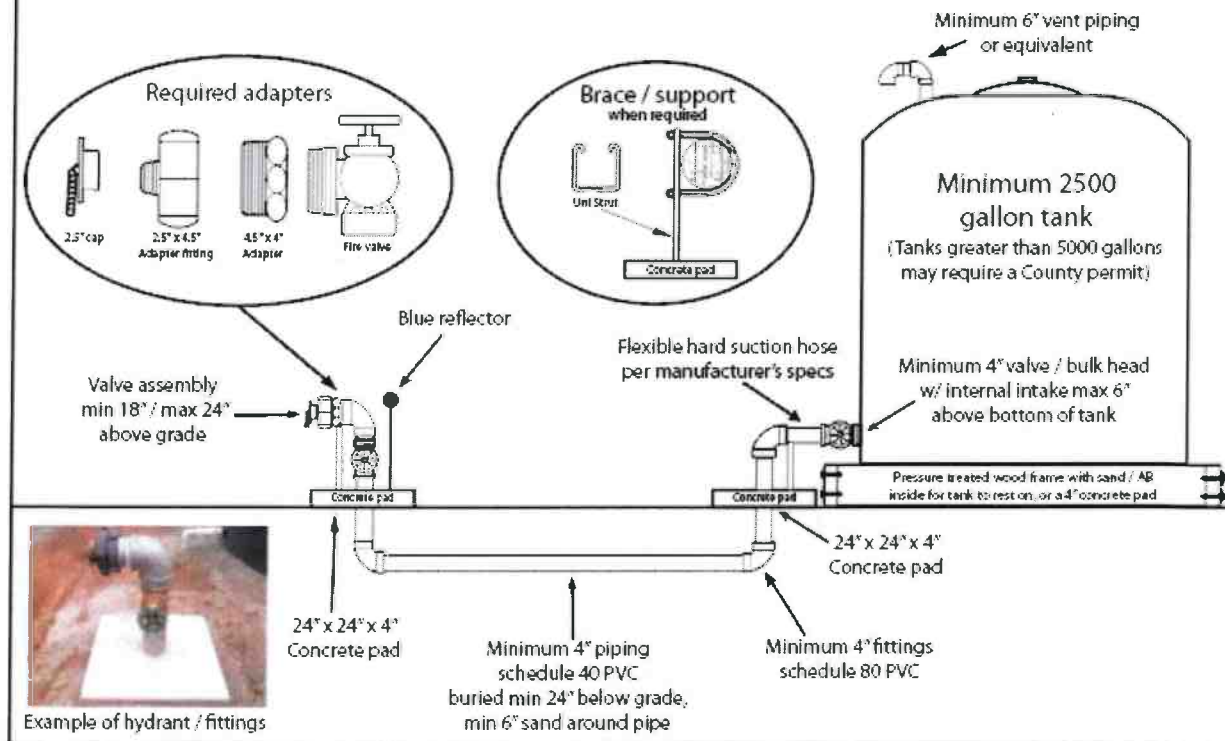 Minimum 6" vent piping
or equivalent
Required adapters
2.5" cap
2.5" x 4.5"
Adapter fitting
4.5" x 4"
Adapter
Fire valve
Brace / support
when required
Uni Strut
Concrete pad
Minimum 2500
gallon tank
(Tanks greater than 5000 gallons
may require a County permit)
Blue reflector
Flexible hard suction hose
per manufacturer's specs
Minimum 4" valve / bulk head
w/ internal intake max 6"
above bottom of tank
Valve assembly
min 18" / max 24"
above grade
Concrete pad
Concrete pad
Pressure treated wood frame with sand / AB
inside for tank to rest on, or a 4" concrete pad
24" x 24" x 4"
Concrete pad
24" x 24" x 4"
Concrete pad
Minimum 4" piping
schedule 40 PVC
buried min 24" below grade,
min 6" sand around pipe
Minimum 4" fittings
schedule 80 PVC
Example of hydrant / fittings